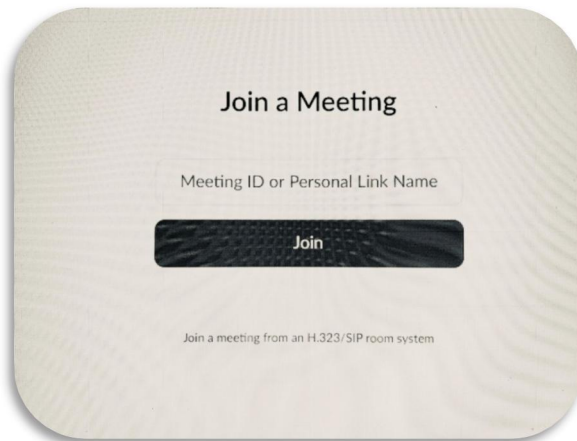 Join a Meeting
Meeting ID or Personal Link Name
Join
Join a meeting from an H.323/SIP room system